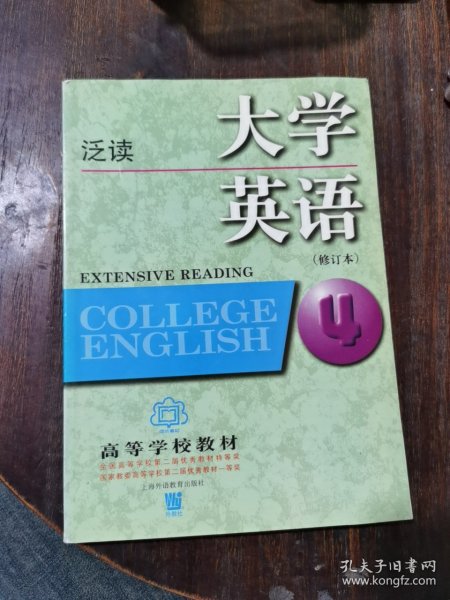 泛读
大学
英语
(修订本)
EXTENSIVE READING
COLLEGE
ENGLISH
4
高等学校教材
全国高等学校第二届优秀教材特等奖
国家教委高等学校第二届优秀教材一等奖
上海外语教育出版社
外教社
孔夫子旧书网
www.kongfz.com